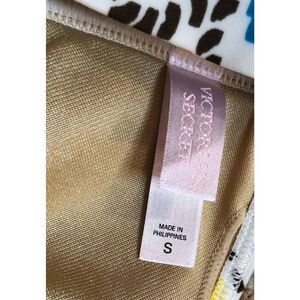 VICTORIA'S
SECRET
MADE IN
PHILIPPINES
S